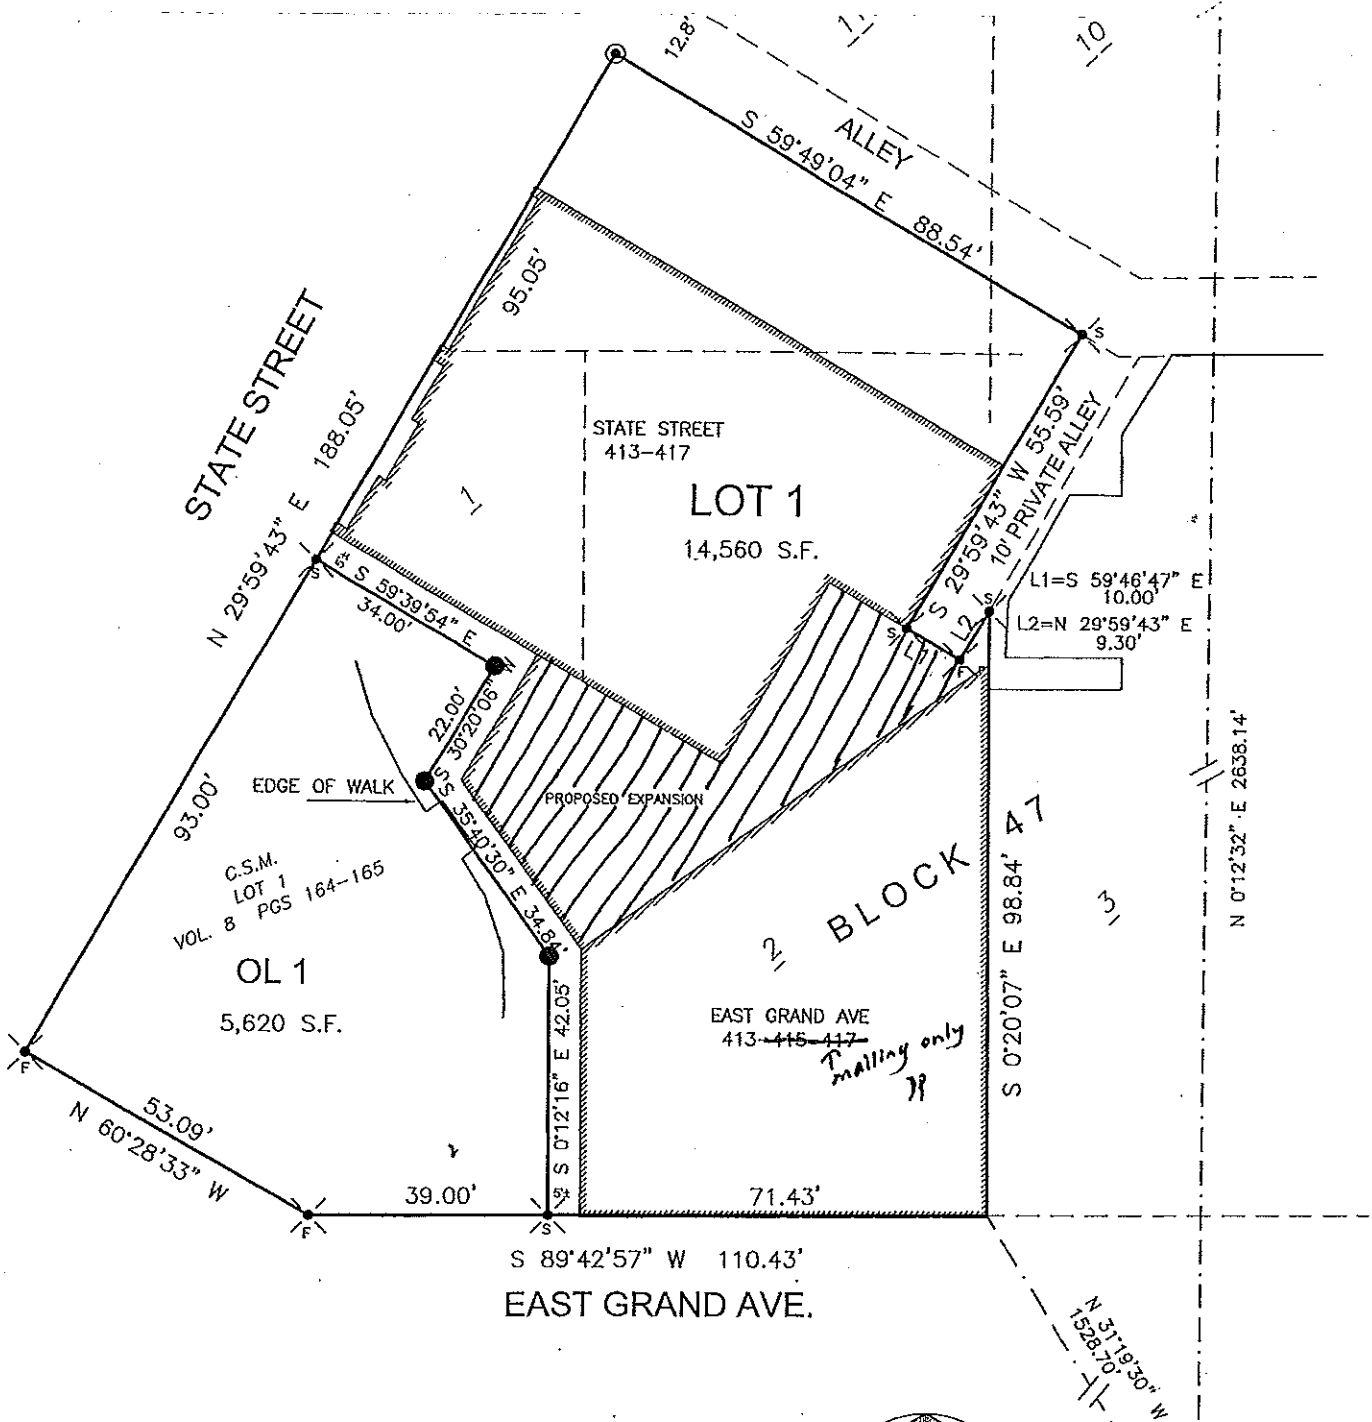 12.8'
11
10
ALLEY
S 59°49'04" E 88.54'
95.05'
STATE STREET
N 29°59'43" E 188.05'
STATE STREET
413-417
LOT 1
14,560 S.F.
1
S 29°59'43" W 55.59'
10' PRIVATE ALLEY
L1=S 59°46'47" E
10.00'
L2=N 29°59'43" E
9.30'
L1
L2
S
S
S
F
S
5±
S 59°39'54" E
34.00'
22.00'
S 30°20'06" W
EDGE OF WALK
S 35°40'30" E 34.84'
PROPOSED EXPANSION
93.00'
C.S.M.
LOT 1
VOL. 8 PGS 164-165
OL 1
5,620 S.F.
BLOCK 47
2
3
N 0°12'32" E 2638.14'
S 0°20'07" E 98.84'
EAST GRAND AVE
413-415-417
mailing only
S 0°12'16" E 42.05'
5±
F
53.09'
N 60°28'33" W
F
39.00'
S
71.43'
S 89°42'57" W 110.43'
EAST GRAND AVE.
N 31°19'30" W
1528.70'